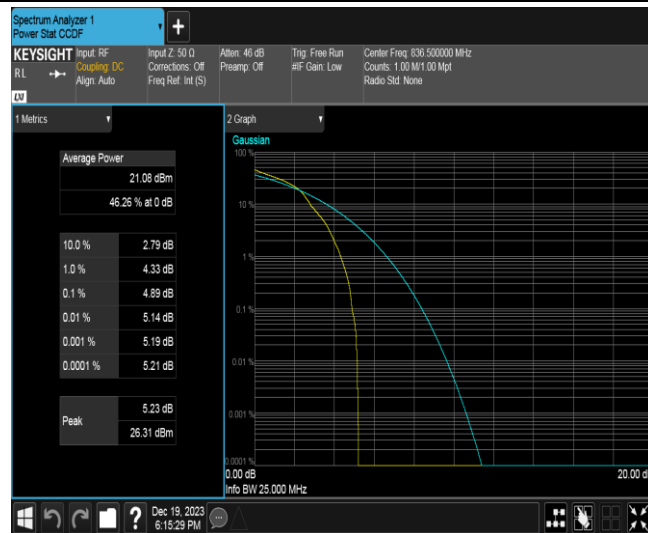 Spectrum Analyzer 1
Power Stat CCDF
+
KEYSIGHT
RL
LXI
Input: RF
Coupling: DC
Align: Auto
Input Z: 50 Ω
Corrections: Off
Freq Ref: Int (S)
Atten: 46 dB
Preamp: Off
Trig: Free Run
#IF Gain: Low
Center Freq: 836.500000 MHz
Counts: 1.00 M/1.00 Mpt
Radio Std: None
1 Metrics
Average Power
21.08 dBm
46.26 % at 0 dB
10.0 % 2.79 dB
1.0 % 4.33 dB
0.1 % 4.89 dB
0.01 % 5.14 dB
0.001 % 5.19 dB
0.0001 % 5.21 dB
Peak
5.23 dB
26.31 dBm
2 Graph
Gaussian
100 %
10 %
1 %
0.1 %
0.01 %
0.001 %
0.0001 %
0.00 dB
20.00 d
Info BW 25.000 MHz
?
Dec 19, 2023
6:15:29 PM